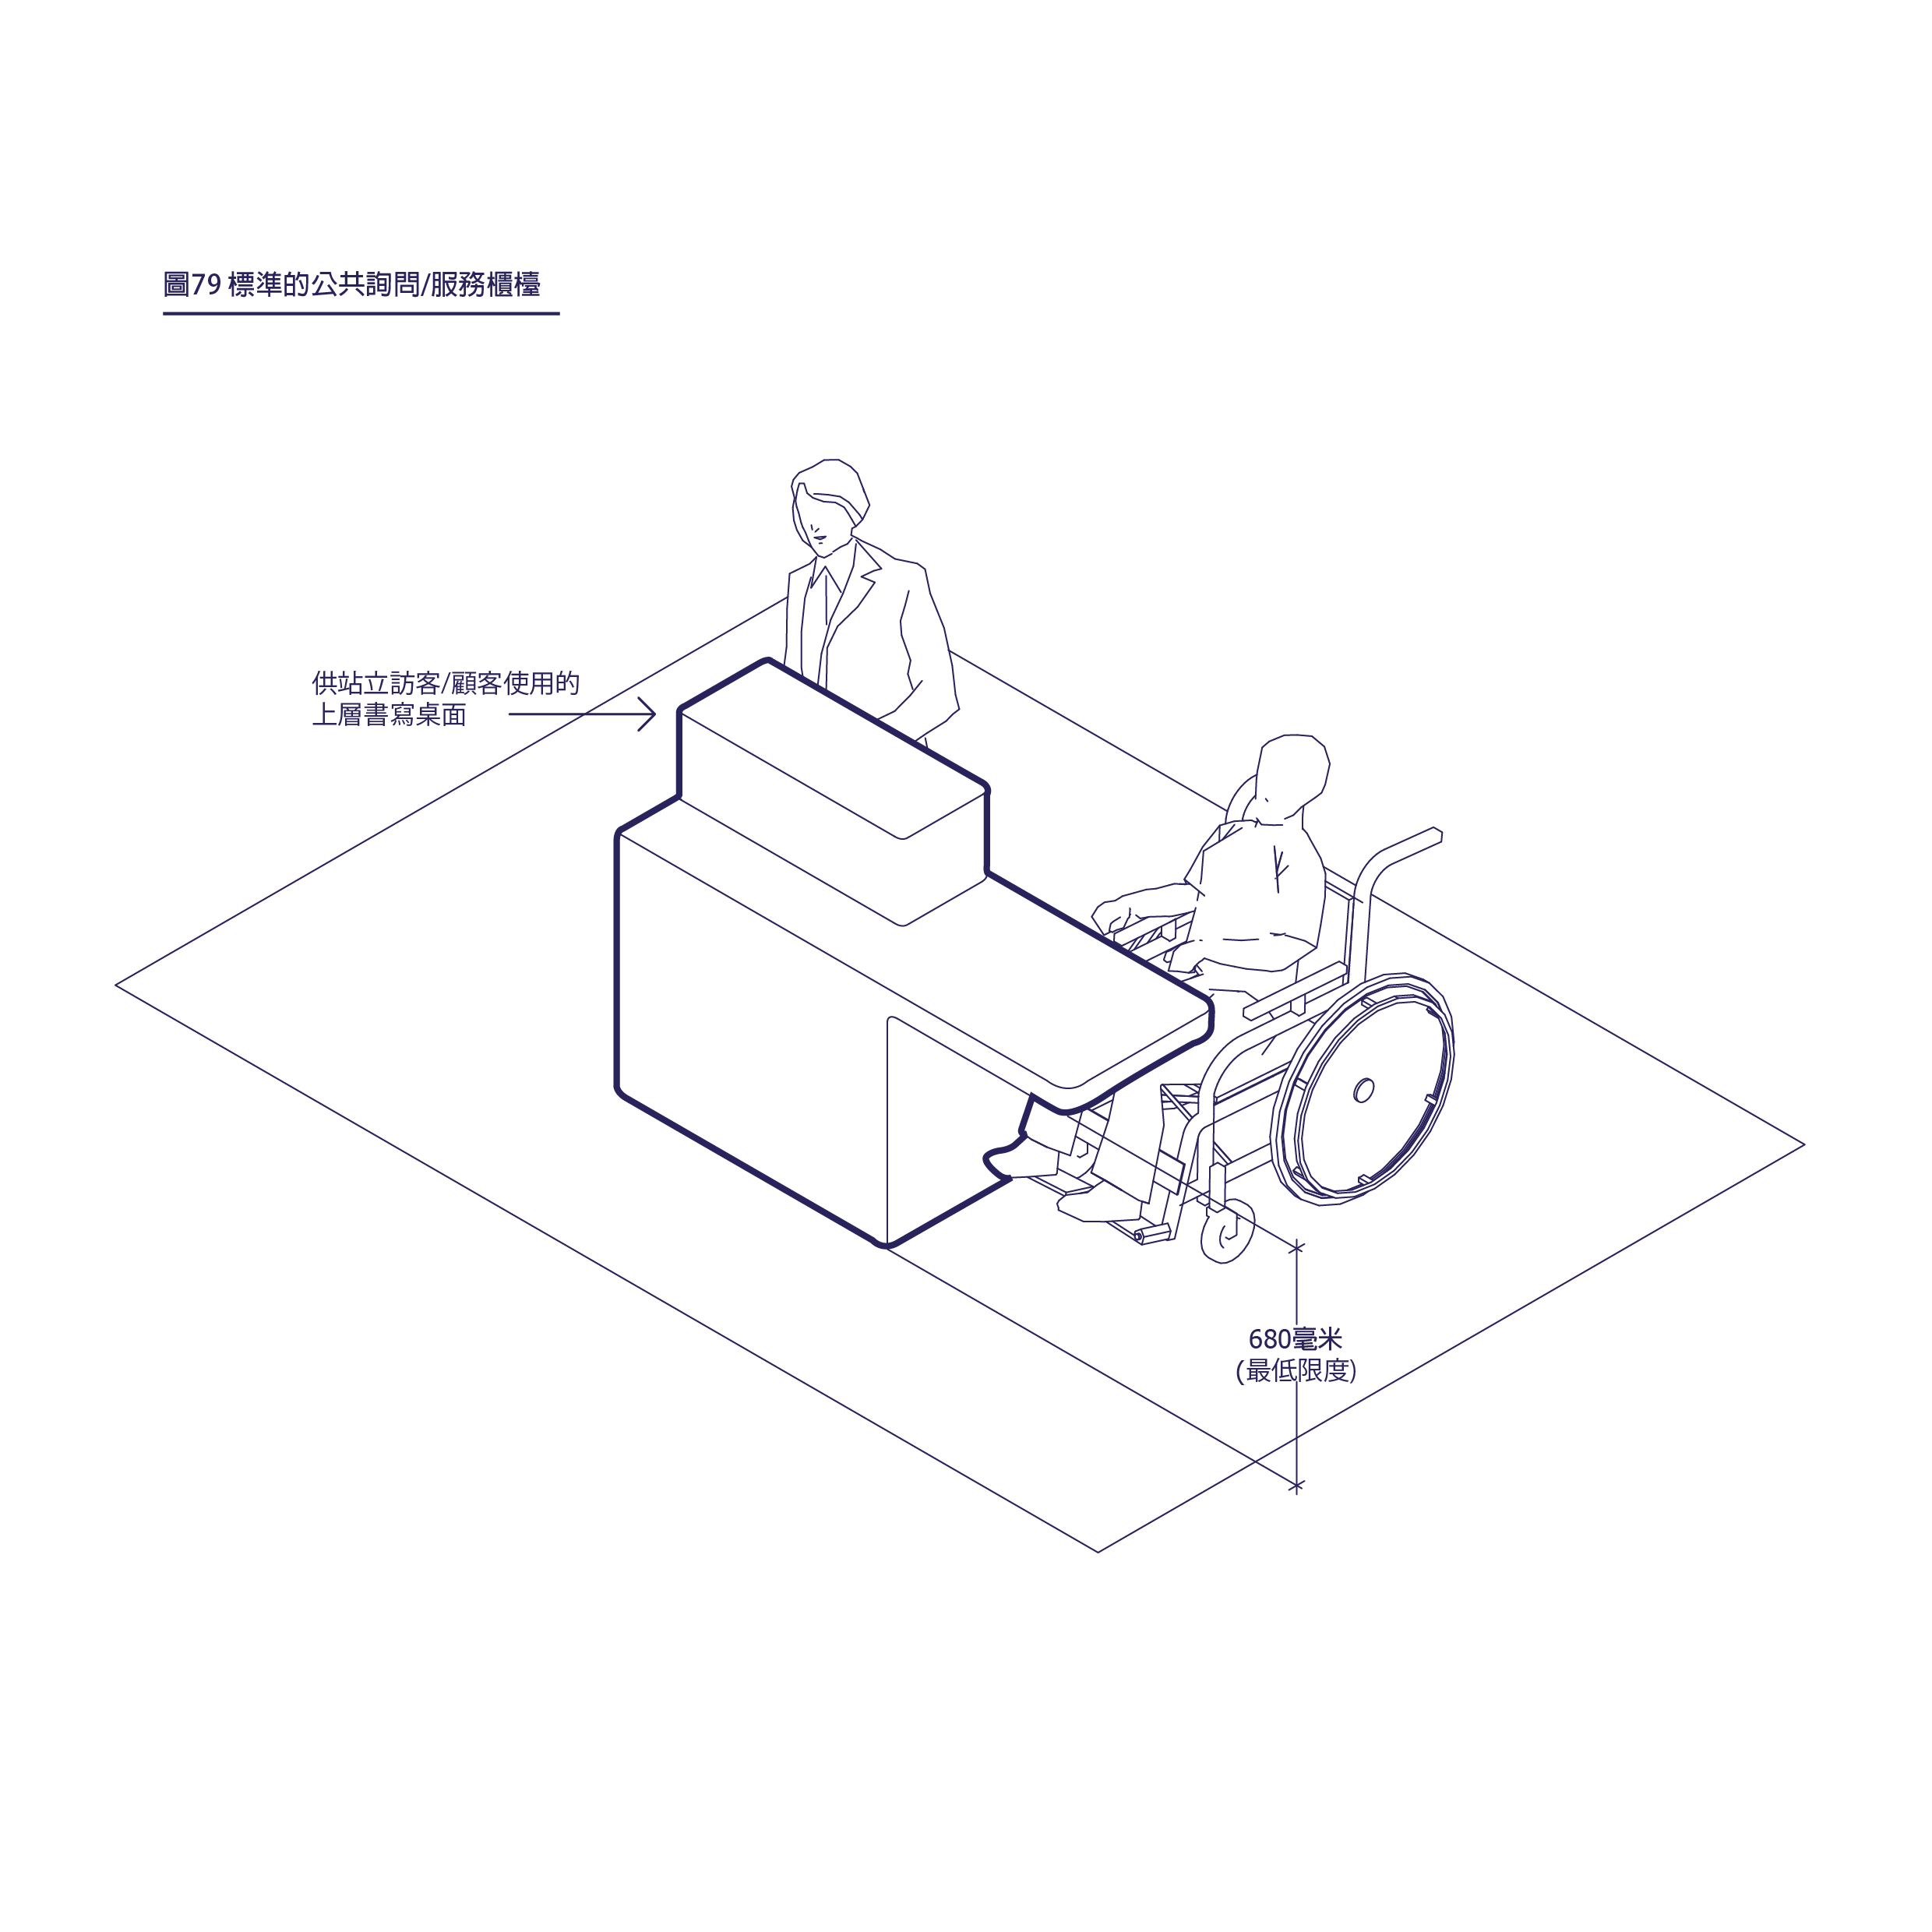 圖79 標準的公共詢問/服務櫃檯
供站立訪客/顧客使用的
上層書寫桌面
680毫米
(最低限度)